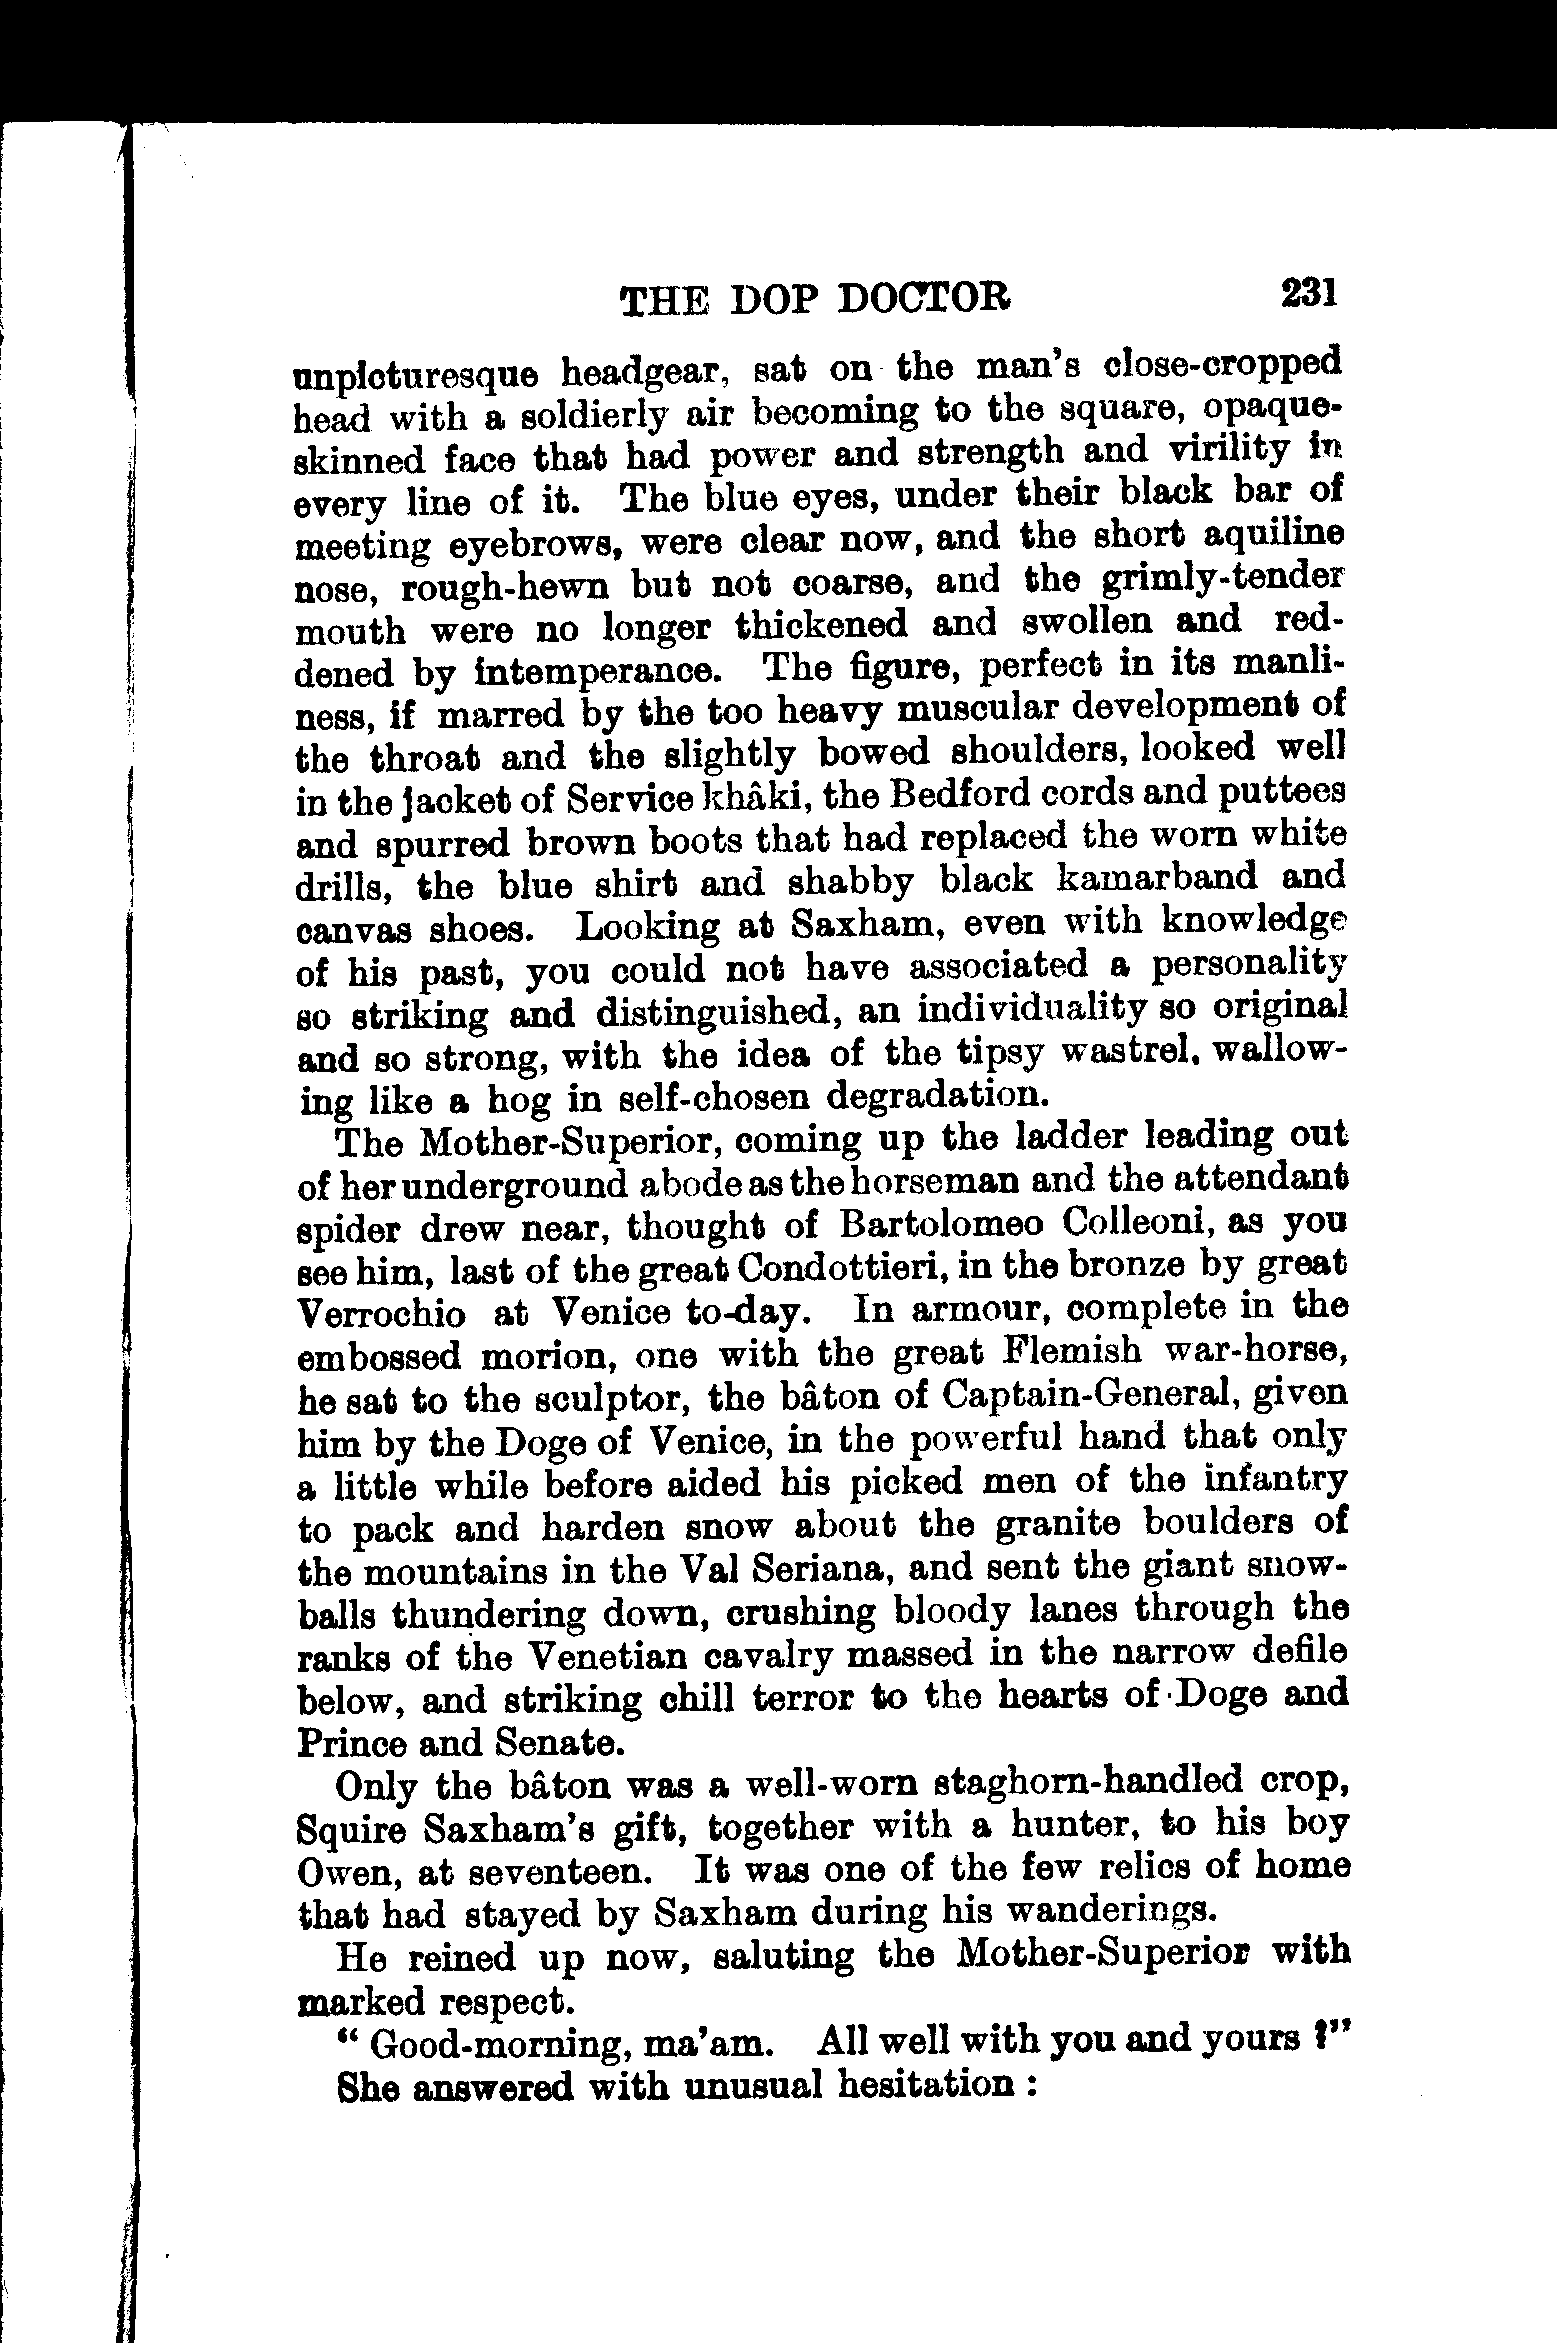 THE DOP DOCTOR 231
unpicturesque headgear, sat on the man's close-cropped
head with a soldierly air becoming to the square, opaque-
skinned face that had power and strength and virility in
every line of it. The blue eyes, under their black bar of
meeting eyebrows, were clear now, and the short aquiline
nose, rough-hewn but not coarse, and the grimly-tender
mouth were no longer thickened and swollen and red-
dened by intemperance. The figure, perfect in its manli-
ness, if marred by the too heavy muscular development of
the throat and the slightly bowed shoulders, looked well
in the jacket of Service khâki, the Bedford cords and puttees
and spurred brown boots that had replaced the worn white
drills, the blue shirt and shabby black kamarband and
canvas shoes. Looking at Saxham, even with knowledge
of his past, you could not have associated a personality
so striking and distinguished, an individuality so original
and so strong, with the idea of the tipsy wastrel, wallow-
ing like a hog in self-chosen degradation.
The Mother-Superior, coming up the ladder leading out
of her underground abode as the horseman and the attendant
spider drew near, thought of Bartolomeo Colleoni, as you
see him, last of the great Condottieri, in the bronze by great
Verrochio at Venice to-day. In armour, complete in the
embossed morion, one with the great Flemish war-horse,
he sat to the sculptor, the bâton of Captain-General, given
him by the Doge of Venice, in the powerful hand that only
a little while before aided his picked men of the infantry
to pack and harden snow about the granite boulders of
the mountains in the Val Seriana, and sent the giant snow-
balls thundering down, crushing bloody lanes through the
ranks of the Venetian cavalry massed in the narrow defile
below, and striking chill terror to the hearts of Doge and
Prince and Senate.
Only the bâton was a well-worn staghorn-handled crop,
Squire Saxham's gift, together with a hunter, to his boy
Owen, at seventeen. It was one of the few relics of home
that had stayed by Saxham during his wanderings.
He reined up now, saluting the Mother-Superior with
marked respect.
“ Good-morning, ma'am. All well with you and yours ?”
She answered with unusual hesitation :